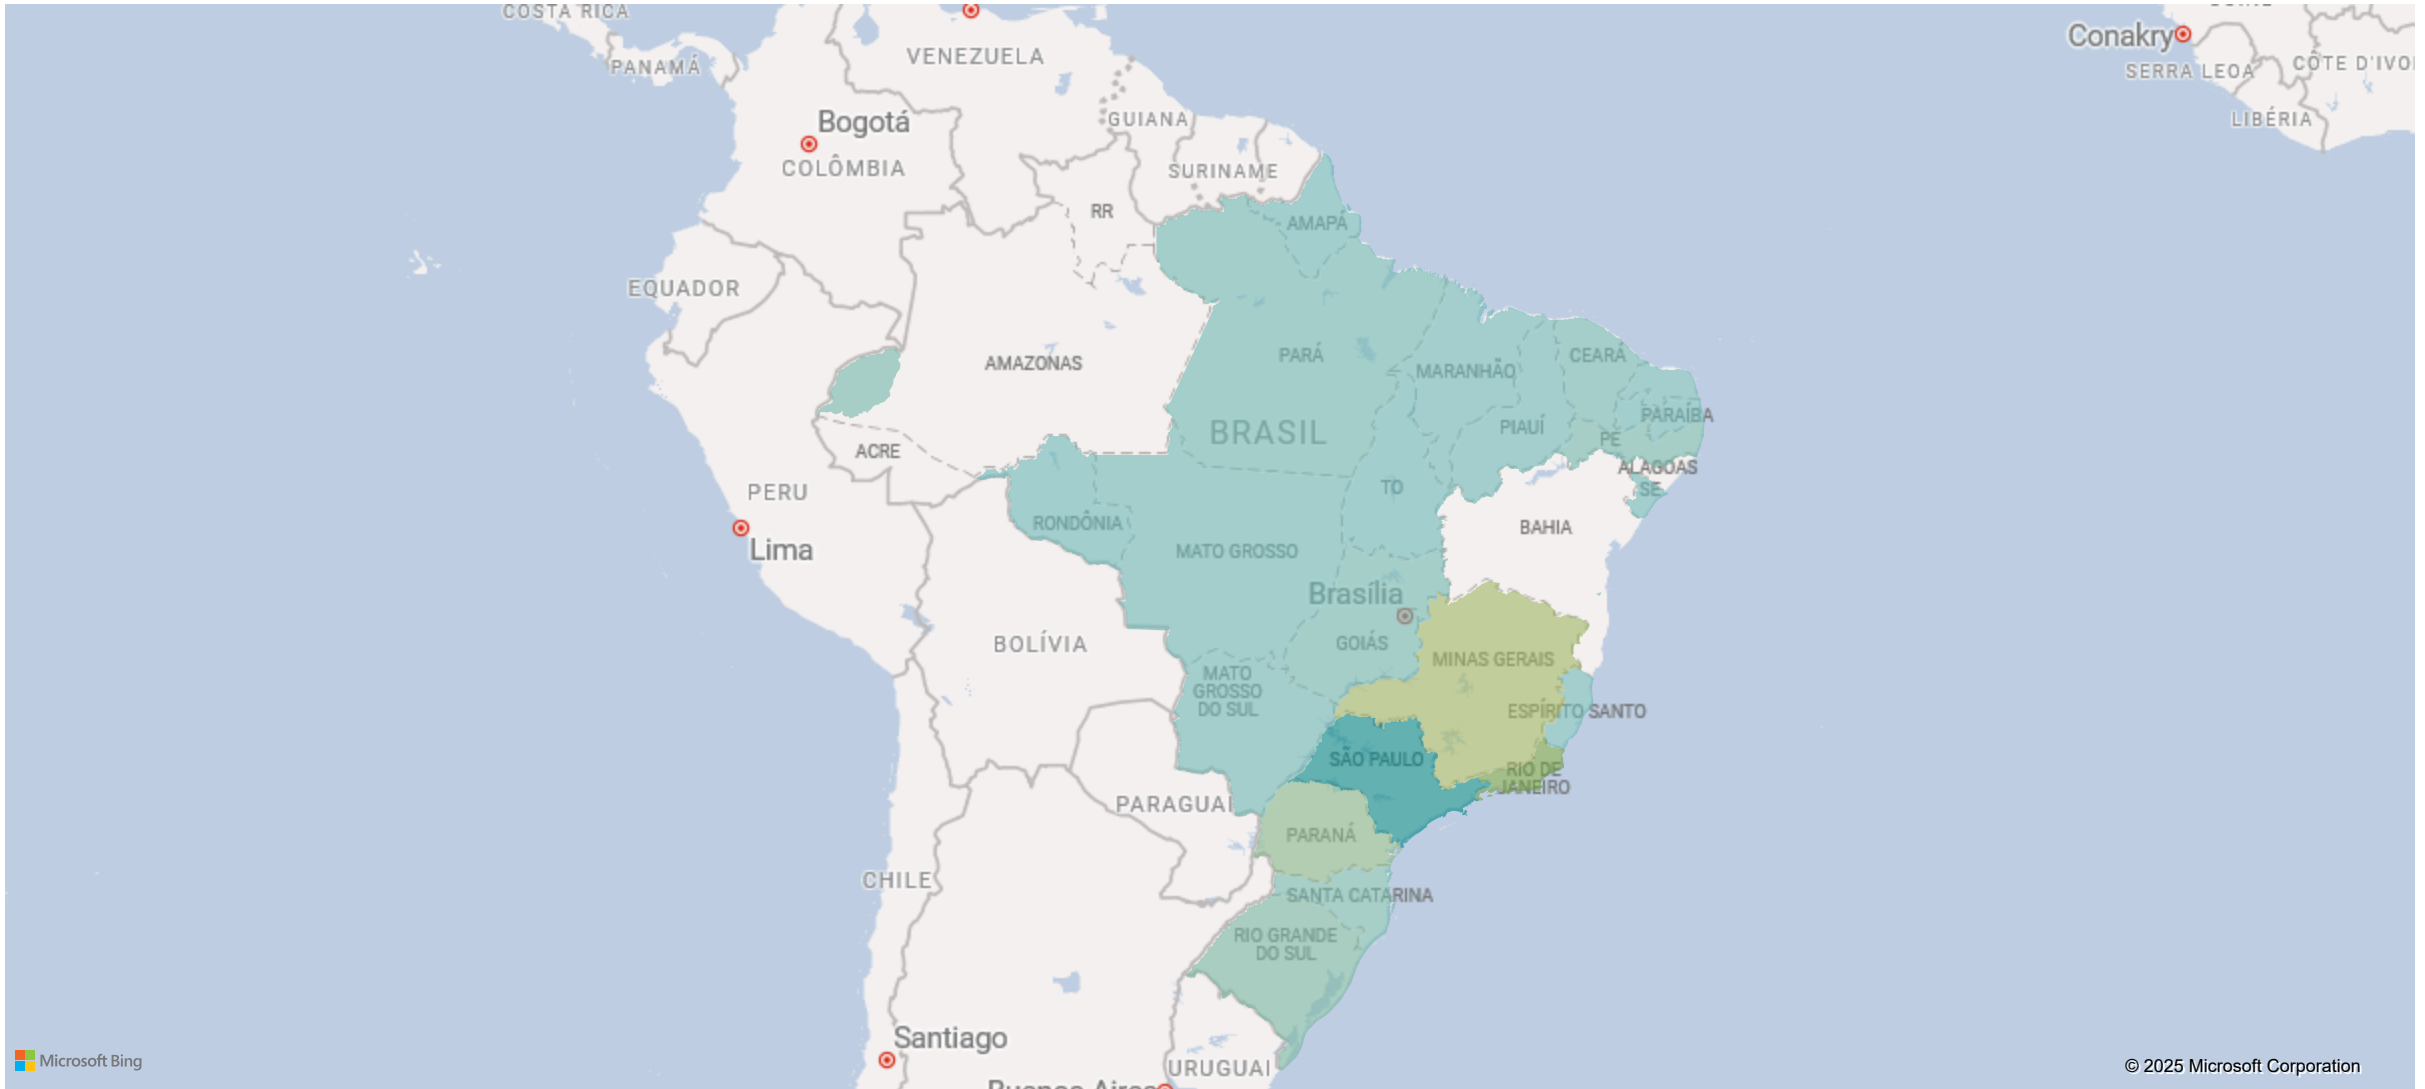 COSTA RICA
PANAMÁ
VENEZUELA
Conakry
SERRA LEOA
CÔTE D'IVO
LIBÉRIA
Bogotá
COLÔMBIA
GUIANA
SURINAME
RR
AMAPÁ
EQUADOR
AMAZONAS
PARÁ
MARANHÃO
CEARÁ
PARAÍBA
PIAUÍ
PE
BRASIL
ACRE
ALAGOAS
SE
TO
PERU
RONDÔNIA
BAHIA
Lima
MATO GROSSO
Brasília
GOIÁS
BOLÍVIA
MINAS GERAIS
MATO
GROSSO
DO SUL
ESPÍRITO SANTO
SÃO PAULO
RIO DE
JANEIRO
PARAGUAI
PARANÁ
CHILE
SANTA CATARINA
RIO GRANDE
DO SUL
Santiago
URUGUAI
Buenos Aires
Microsoft Bing
© 2025 Microsoft Corporation